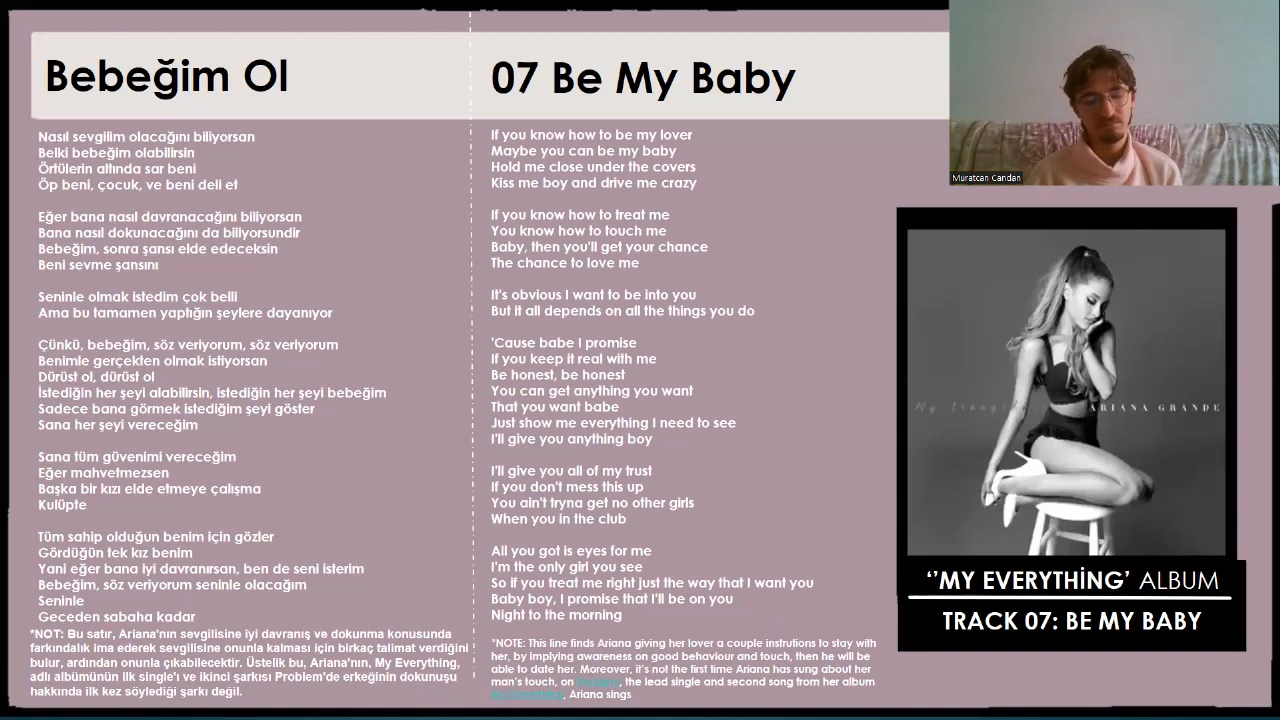 Bebeğim Ol
Nasıl sevgilim olacağını biliyorsan
Belki bebeğim olabilirsin
Örtülerin altında sar beni
Öp beni, çocuk, ve beni deli et
Eğer bana nasıl davranacağını biliyorsan
Bana nasıl dokunacağını da biliyorsundir
Bebeğim, sonra şansı elde edeceksin
Beni sevme şansını
Seninle olmak istedim çok belli
Ama bu tamamen yaptığın şeylere dayanıyor
Çünkü, bebeğim, söz veriyorum, söz veriyorum
Benimle gerçekten olmak istiyorsan
Dürüst ol, dürüst ol
İstediğin her şeyi alabilirsin, istediğin her şeyi bebeğim
Sadece bana görmek istediğim şeyi göster
Sana her şeyi vereceğim
Sana tüm güvenimi vereceğim
Eğer mahvetmezsen
Başka bir kızı elde etmeye çalışma
Kulüpte
Tüm sahip olduğun benim için gözler
Gördüğün tek kız benim
Yani eğer bana iyi davranırsan, ben de seni isterim
Bebeğim, söz veriyorum seninle olacağım
Seninle
Geceden sabaha kadar
*NOT: Bu satır, Ariana'nın sevgilisine iyi davranış ve dokunma konusunda
farkındalık ima ederek sevgilisine onunla kalması için birkaç talimat verdiğini
bulur, ardından onunla çıkabilecektir. Üstelik bu, Ariana'nın, My Everything,
adlı albümünün ilk single'ı ve ikinci şarkısı Problem'de erkeğinin dokunuşu
hakkında ilk kez söylediği şarkı değil.
07 Be My Baby
If you know how to be my lover
Maybe you can be my baby
Hold me close under the covers
Kiss me boy and drive me crazy
If you know how to treat me
You know how to touch me
Baby, then you'll get your chance
The chance to love me
It's obvious I want to be into you
But it all depends on all the things you do
'Cause babe I promise
If you keep it real with me
Be honest, be honest
You can get anything you want
That you want babe
Just show me everything I need to see
I'll give you anything boy
I'll give you all of my trust
If you don't mess this up
You ain't tryna get no other girls
When you in the club
All you got is eyes for me
I'm the only girl you see
So if you treat me right just the way that I want you
Baby boy, I promise that I'll be on you
Night to the morning
*NOTE: This line finds Ariana giving her lover a couple instrutions to stay with
her, by implying awareness on good behaviour and touch, then he will be
able to date her. Moreover, it's not the first time Ariana has sung about her
man's touch, on Problem, the lead single and second song from her album
My Everything, Ariana sings
Muratcan Candan
ARIANA GRANDE
‘’MY EVERYTHİNG’ ALBUM
TRACK 07: BE MY BABY